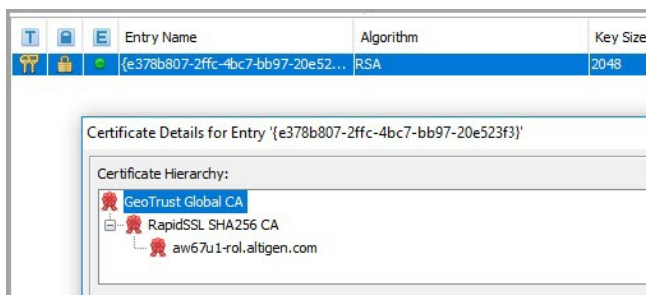 T E Entry Name Algorithm Key Size
{e378b807-2ffc-4bc7-bb97-20e52... RSA 2048
Certificate Details for Entry '{e378b807-2ffc-4bc7-bb97-20e523f3}'
Certificate Hierarchy:
GeoTrust Global CA
RapidSSL SHA256 CA
aw67u1-rol.altigen.com